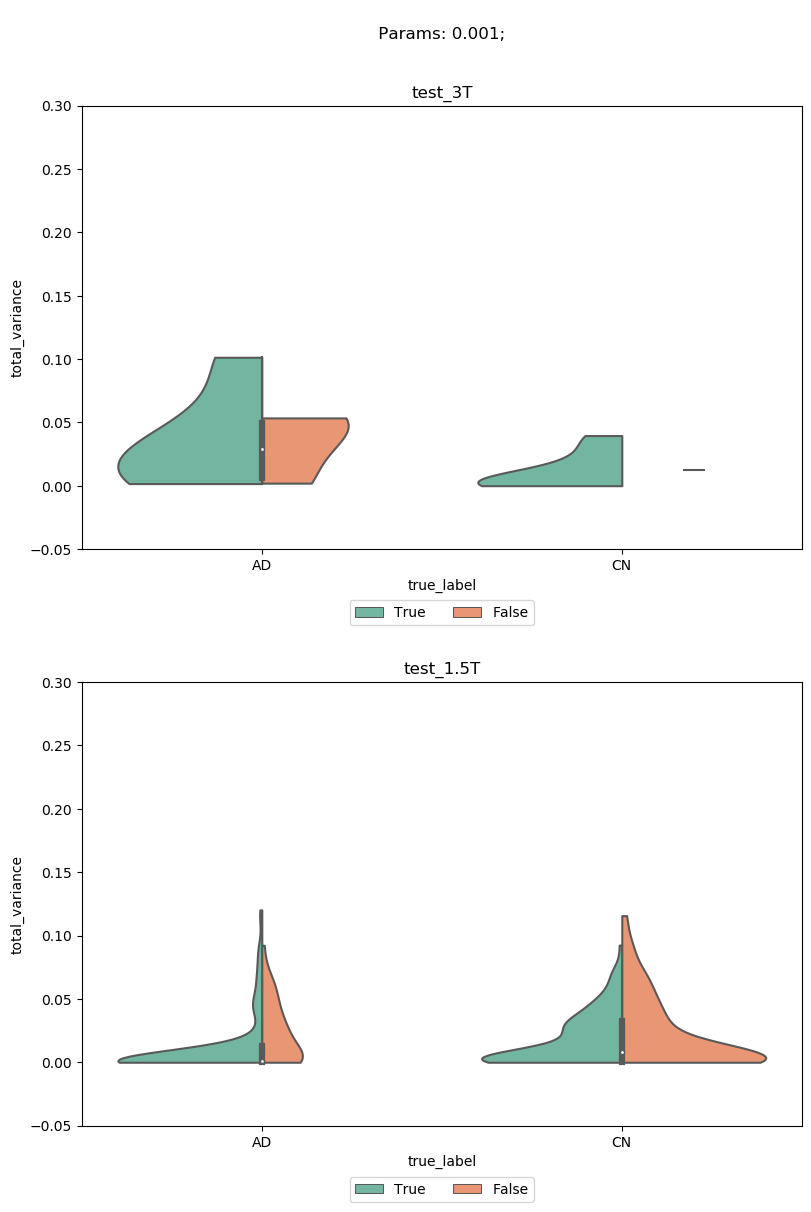 Params: 0.001;
test_3T
0.30
0.25
0.20
0.15
0.10
0.05
0.00
−0.05
total_variance
AD CN
true_label
True False
test_1.5T
0.30
0.25
0.20
0.15
0.10
0.05
0.00
−0.05
total_variance
AD CN
true_label
True False